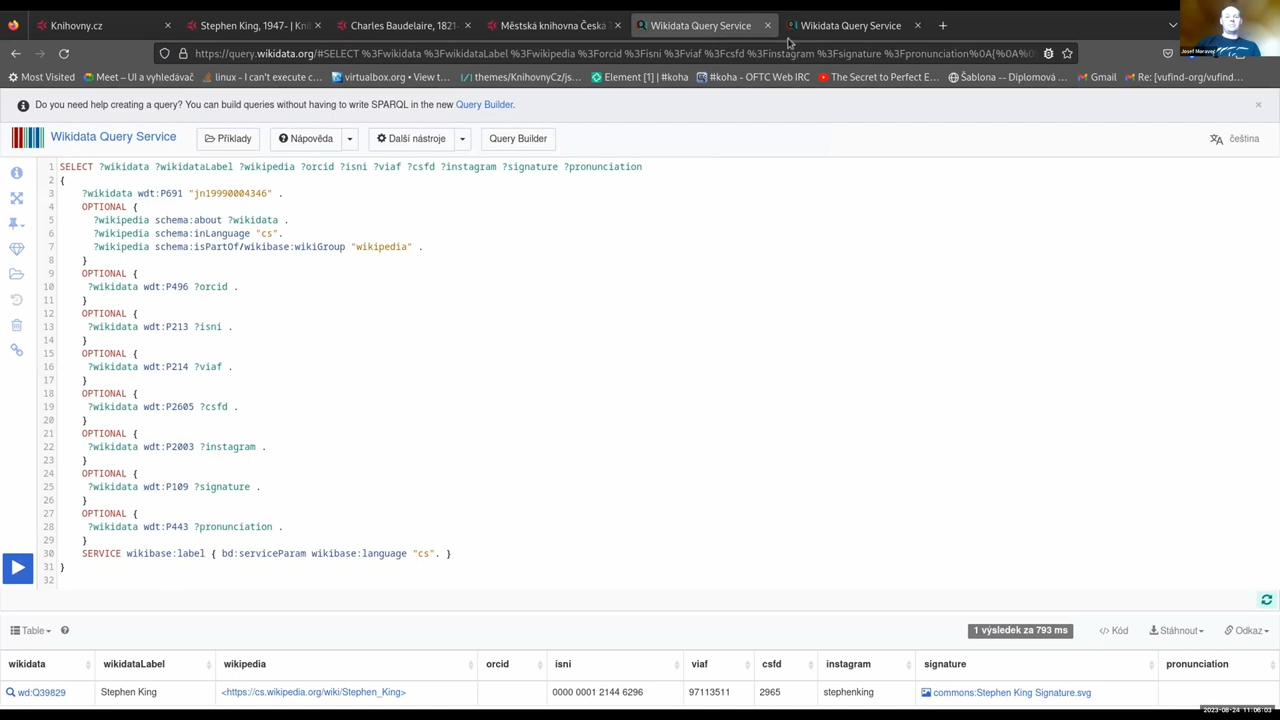 Knihovny.cz
Stephen King, 1947- | Kni
Charles Baudelaire, 1821-
Městská knihovna Česká
Wikidata Query Service
Wikidata Query Service
https://query.wikidata.org/#SELECT %3Fwikidata %3FwikidataLabel %3Fwikipedia %3Forcid %3Fisni %3Fviaf %3Fcsfd %3Finstagram %3Fsignature %3Fpronunciation%0A{%0A%
Josef Moravec
Most Visited
Meet – UI a vyhledávač
linux - I can't execute c...
virtualbox.org • View t...
themes/KnihovnyCz/js...
Element [1] | #koha
#koha - OFTC Web IRC
The Secret to Perfect E...
Šablona – Diplomová ...
Gmail
Re: [vufind-org/vufind...
Do you need help creating a query? You can build queries without having to write SPARQL in the new Query Builder.
Wikidata Query Service
Příklady
Nápověda
Další nástroje
Query Builder
čeština
1 SELECT ?wikidata ?wikidataLabel ?wikipedia ?orcid ?isni ?viaf ?csfd ?instagram ?signature ?pronunciation
2 {
3 ?wikidata wdt:P691 "jn19990004346" .
4 OPTIONAL {
5 ?wikipedia schema:about ?wikidata .
6 ?wikipedia schema:inLanguage "cs".
7 ?wikipedia schema:isPartOf/wikibase:wikiGroup "wikipedia" .
8 }
9 OPTIONAL {
10 ?wikidata wdt:P496 ?orcid .
11 }
12 OPTIONAL {
13 ?wikidata wdt:P213 ?isni .
14 }
15 OPTIONAL {
16 ?wikidata wdt:P214 ?viaf .
17 }
18 OPTIONAL {
19 ?wikidata wdt:P2605 ?csfd .
20 }
21 OPTIONAL {
22 ?wikidata wdt:P2003 ?instagram .
23 }
24 OPTIONAL {
25 ?wikidata wdt:P109 ?signature .
26 }
27 OPTIONAL {
28 ?wikidata wdt:P443 ?pronunciation .
29 }
30 SERVICE wikibase:label { bd:serviceParam wikibase:language "cs". }
31 }
32
Table
1 výsledek za 793 ms
</> Kód
Stáhnout
Odkaz
wikidata wikidataLabel wikipedia orcid isni viaf csfd instagram signature pronunciation
wd:Q39829 Stephen King <https://cs.wikipedia.org/wiki/Stephen_King> 0000 0001 2144 6296 97113511 2965 stephenking commons:Stephen King Signature.svg
2023-08-24 11:06:03